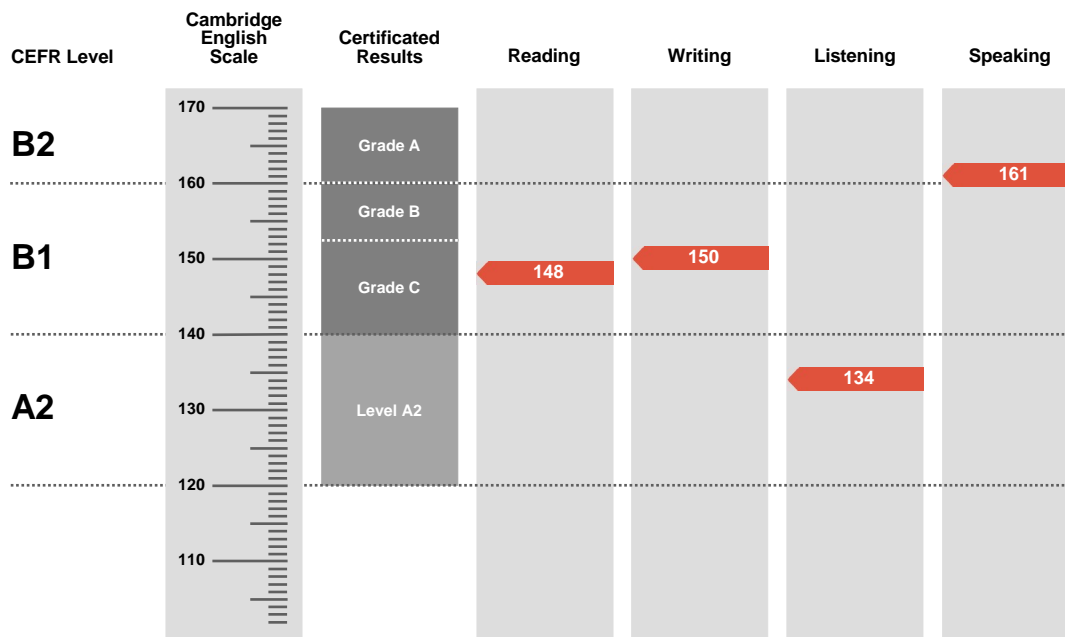 CEFR Level
Cambridge
English
Scale
Certificated
Results
Reading
Writing
Listening
Speaking
170
B2
Grade A
161
160
Grade B
B1
150
150
148
Grade C
140
134
A2
130
Level A2
120
110